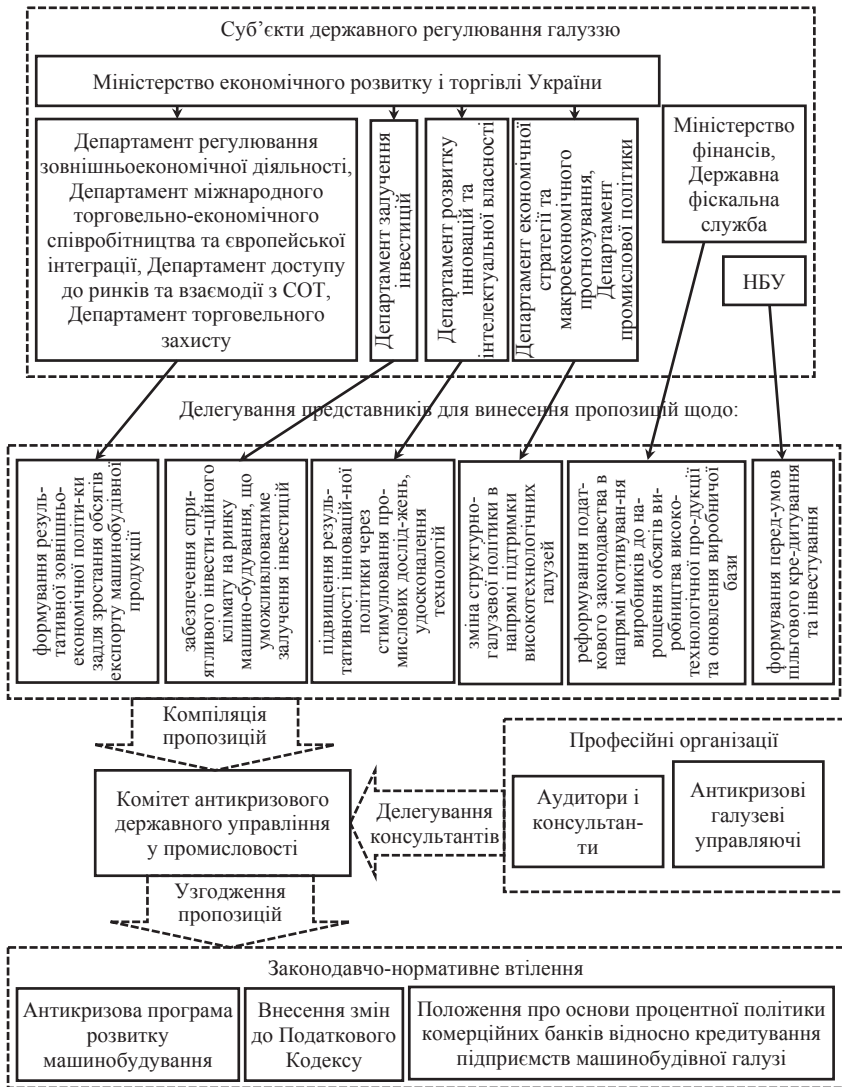 Суб’єкти державного регулювання галуззю
Міністерство економічного розвитку і торгівлі України
Департамент регулювання
зовнішньоекономічної діяльності,
Департамент міжнародного
торговельно-економічного
співробітництва та європейської
інтеграції, Департамент доступу
до ринків та взаємодії з СОТ,
Департамент торговельного
захисту
Департамент залучення
інвестицій
Департамент розвитку
інновацій та
інтелектуальної власності
Департамент економічної
стратегії та
макроекономічного
прогнозування,
Департамент
промислової політики
Міністерство
фінансів,
Державна
фіскальна
служба
НБУ
Делегування представників для винесення пропозицій щодо:
формування резуль-
тативної зовнішньо-
економічної політи-ки
задля зростання обсягів
експорту машинобудівної
продукції
забезпечення спри-
ятливого інвести-ційного
клімату на ринку
машино-будування, що
уможливлюватиме
залучення інвестицій
підвищення резуль-
тативності інновацій-ної
політики через
стимулювання про-
мислових дослід-жень,
удосконалення
технологій
зміна структурно-
галузевої політики в
напрямі підтримки
високотехнологічних
галузей
реформування подат-
кового законодавства в
напрямі мотивуван-ня
виробників до на-
рощення обсягів ви-
робництва високо-
технологічної про-дукції
та оновлення виробничої
бази
формування перед-умов
пільгового кре-дитування
та інвестування
Компіляція
пропозицій
Комітет антикризового
державного управління
у промисловості
Делегування
консультантів
Професійні організації
Аудитори і
консультан-
ти
Антикризові
галузеві
управляючі
Узгодження
пропозицій
Законодавчо-нормативне втілення
Антикризова програма
розвитку
машинобудування
Внесення змін
до Податкового
Кодексу
Положення про основи процентної політики
комерційних банків відносно кредитування
підприємств машинобудівної галузі